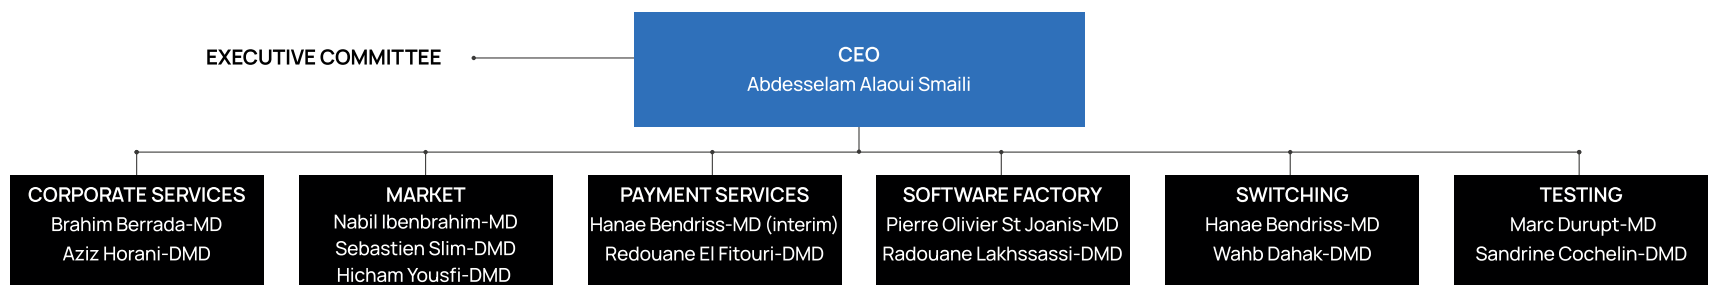 EXECUTIVE COMMITTEE
CEO
Abdesselam Alaoui Smaili
CORPORATE SERVICES
Brahim Berrada-MD
Aziz Horani-DMD
MARKET
Nabil Ibenbrahim-MD
Sebastien Slim-DMD
Hicham Yousfi-DMD
PAYMENT SERVICES
Hanae Bendriss-MD (interim)
Redouane El Fitouri-DMD
SOFTWARE FACTORY
Pierre Olivier St Joanis-MD
Radouane Lakhssassi-DMD
SWITCHING
Hanae Bendriss-MD
Wahb Dahak-DMD
TESTING
Marc Durupt-MD
Sandrine Cochelin-DMD